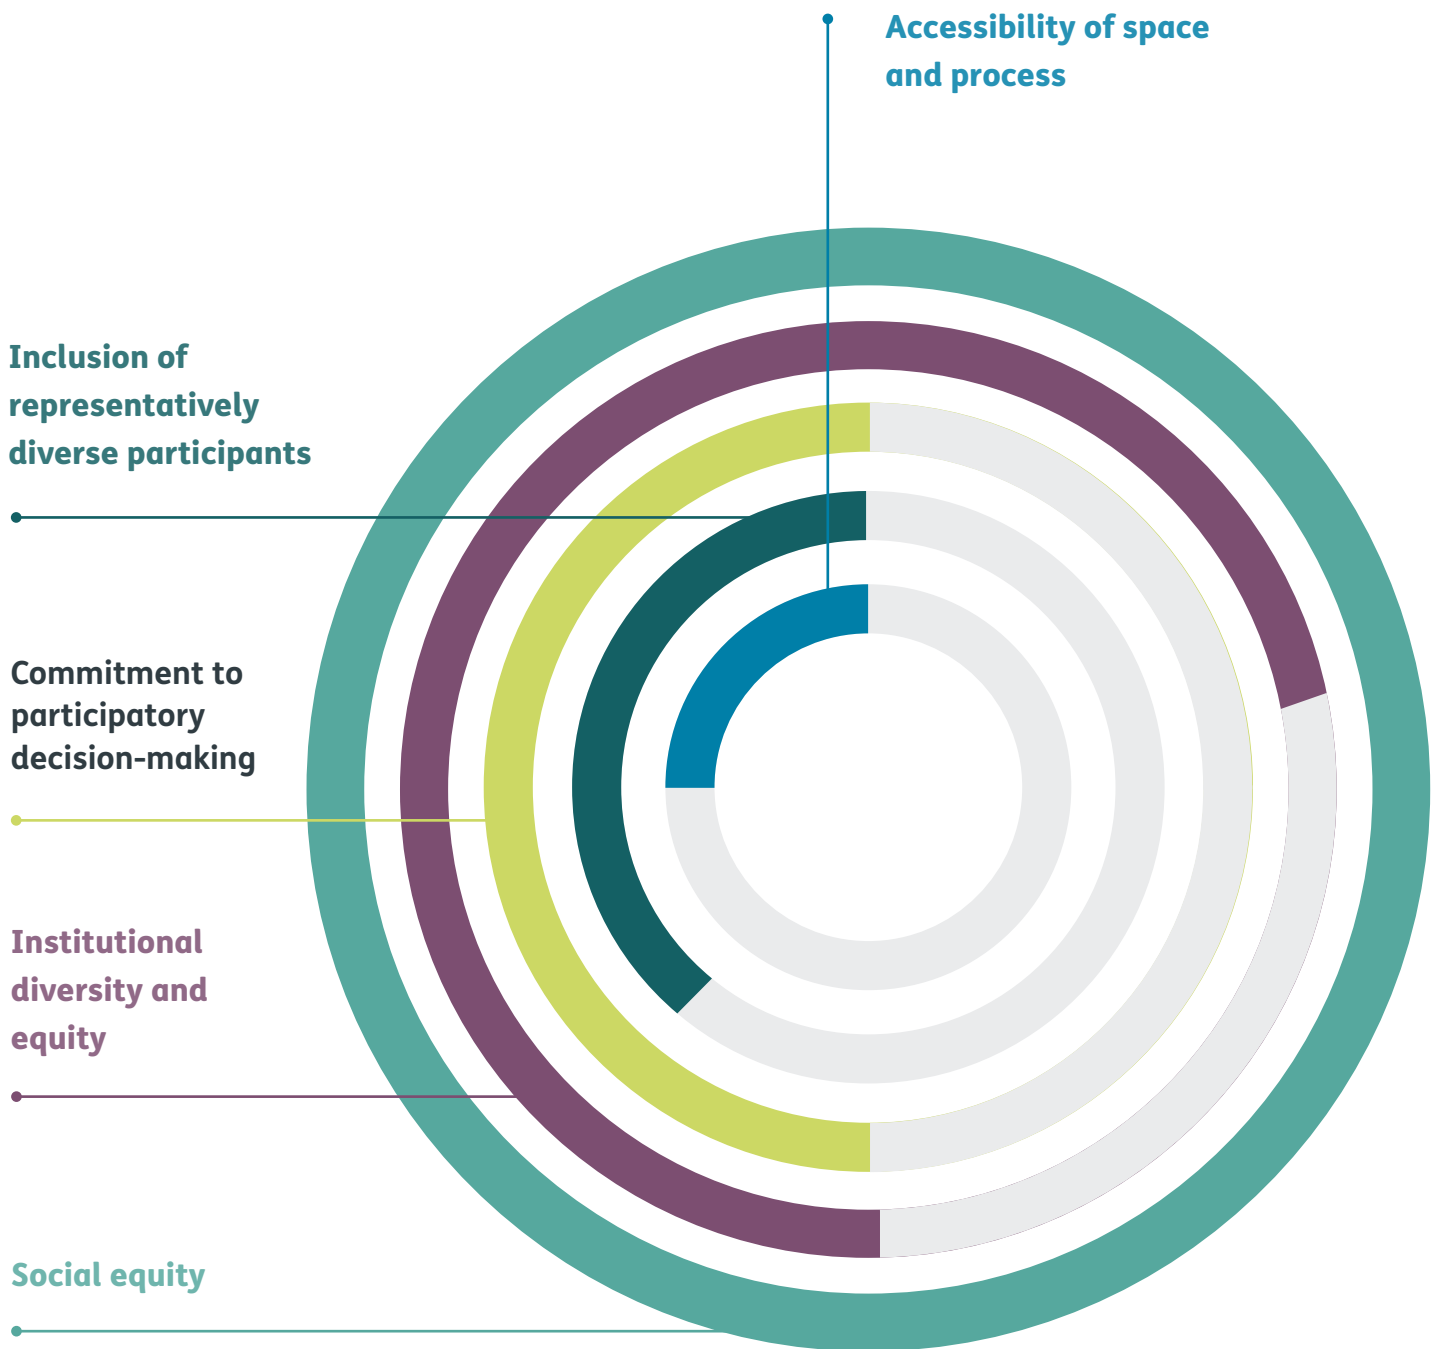 Accessibility of space
and process
Inclusion of
representatively
diverse participants
Commitment to
participatory
decision-making
Institutional
diversity and
equity
Social equity